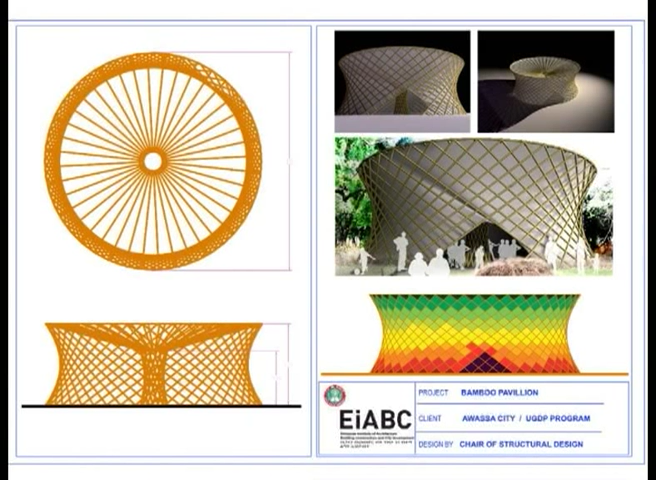 PROJECT BAMBOO PAVILLION
EiABC
CLIENT AWASSA CITY / UGDP PROGRAM
DESIGN BY CHAIR OF STRUCTURAL DESIGN